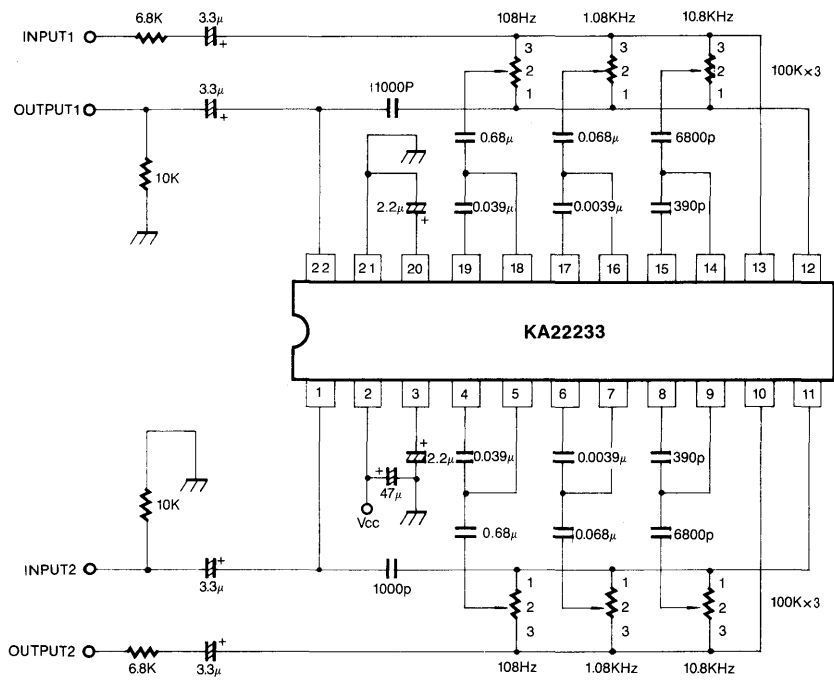 3.3μ
6.8K
108Hz
1.08KHz
10.8KHz
INPUT1
+
3
3
3
2
2
2
100K×3
1
1
1
3.3μ
1000P
OUTPUT1
+
0.68μ
0.068μ
6800p
10K
2.2μ
+
0.039μ
0.0039μ
390p
22
21
20
19
18
17
16
15
14
13
12
KA22233
1
2
3
4
5
6
7
8
9
10
11
+
2.2μ
0.039μ
0.0039μ
390p
+
47μ
10K
Vcc
0.68μ
0.068μ
6800p
INPUT2
+
3.3μ
1000p
1
1
1
2
2
2
100K×3
3
3
3
OUTPUT2
+
6.8K
3.3μ
108Hz
1.08KHz
10.8KHz